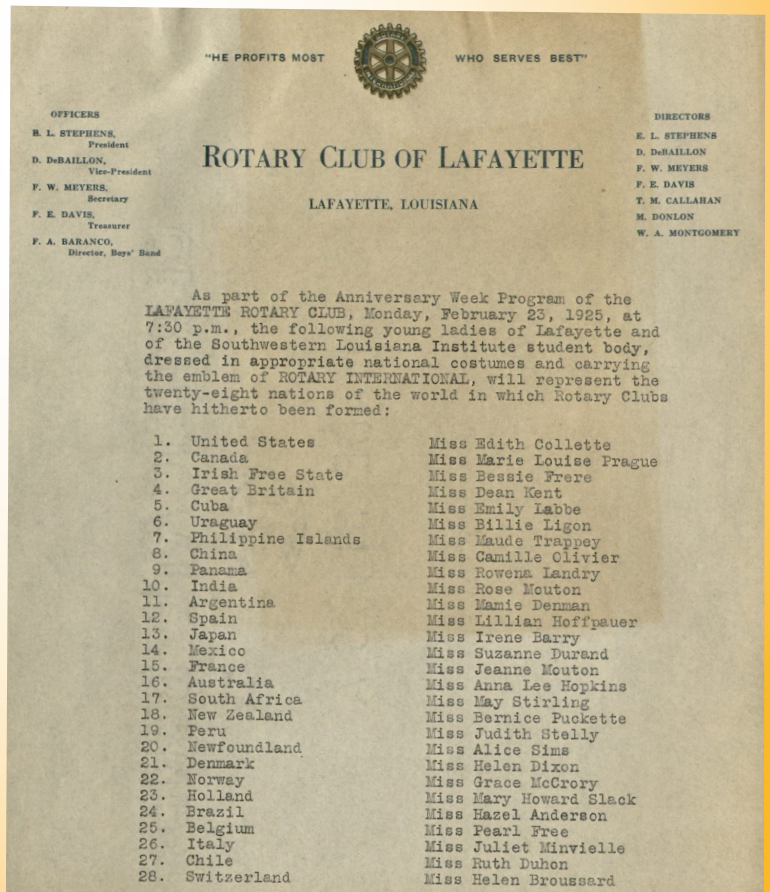 "HE PROFITS MOST WHO SERVES BEST"
OFFICERS
E. L. STEPHENS,
President
D. DeBAILLON,
Vice-President
F. W. MEYERS,
Secretary
F. E. DAVIS,
Treasurer
F. A. BARANCO,
Director, Boys' Band
ROTARY CLUB OF LAFAYETTE
LAFAYETTE, LOUISIANA
DIRECTORS
E. L. STEPHENS
D. DeBAILLON
F. W. MEYERS
F. E. DAVIS
T. M. CALLAHAN
M. DONLON
W. A. MONTGOMERY
As part of the Anniversary Week Program of the
LAFAYETTE ROTARY CLUB, Monday, February 23, 1925, at
7:30 p.m., the following young ladies of Lafayette and
of the Southwestern Louisiana Institute student body,
dressed in appropriate national costumes and carrying
the emblem of ROTARY INTERNATIONAL, will represent the
twenty-eight nations of the world in which Rotary Clubs
have hitherto been formed:
1. United States Miss Edith Collette
2. Canada Miss Marie Louise Prague
3. Irish Free State Miss Bessie Frere
4. Great Britain Miss Dean Kent
5. Cuba Miss Emily Labbe
6. Uraguay Miss Billie Ligon
7. Philippine Islands Miss Maude Trappey
8. China Miss Camille Olivier
9. Panama Miss Rowena Landry
10. India Miss Rose Mouton
11. Argentina Miss Mamie Denman
12. Spain Miss Lillian Hoffpauer
13. Japan Miss Irene Barry
14. Mexico Miss Suzanne Durand
15. France Miss Jeanne Mouton
16. Australia Miss Anna Lee Hopkins
17. South Africa Miss May Stirling
18. New Zealand Miss Bernice Puckette
19. Peru Miss Judith Stelly
20. Newfoundland Miss Alice Sims
21. Denmark Miss Helen Dixon
22. Norway Miss Grace McCrory
23. Holland Miss Mary Howard Slack
24. Brazil Miss Hazel Anderson
25. Belgium Miss Pearl Free
26. Italy Miss Juliet Minvielle
27. Chile Miss Ruth Duhon
28. Switzerland Miss Helen Broussard